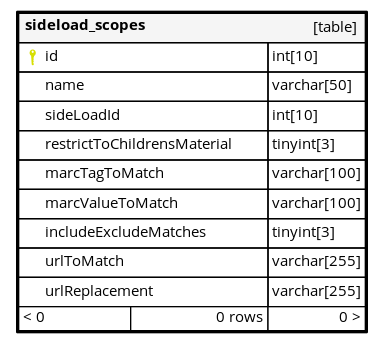 sideload_scopes [table]
id int[10]
name varchar[50]
sideLoadId int[10]
restrictToChildrensMaterial tinyint[3]
marcTagToMatch varchar[100]
marcValueToMatch varchar[100]
includeExcludeMatches tinyint[3]
urlToMatch varchar[255]
urlReplacement varchar[255]
< 0 0 rows 0 >